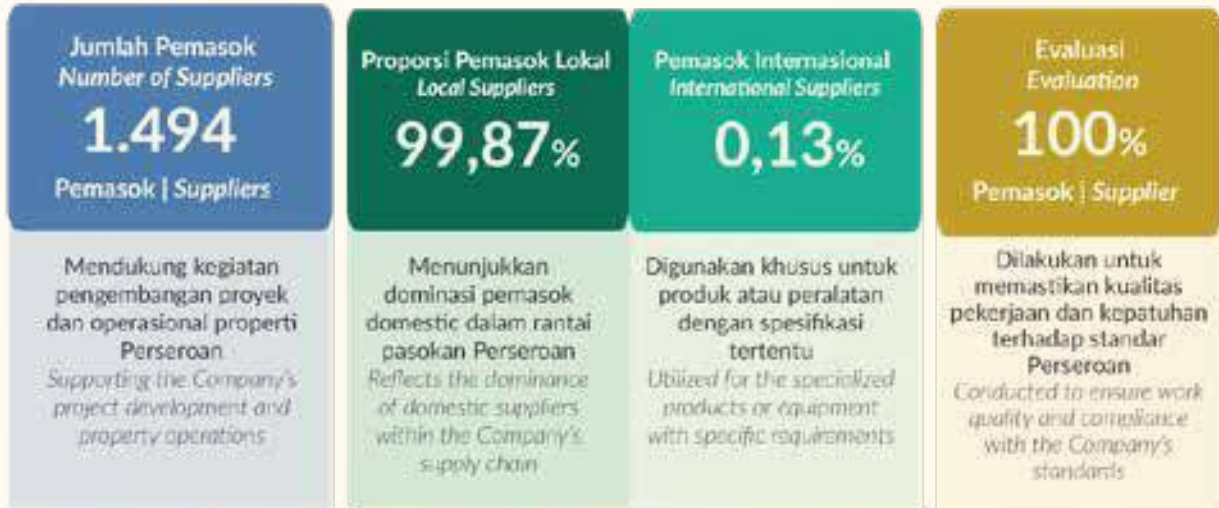 Jumlah Pemasok
Number of Suppliers
1.494
Pemasok | Suppliers
Mendukung kegiatan
pengembangan proyek
dan operasional properti
Perseroan
Supporting the Company's
project development and
property operations
Proporsi Pemasok Lokal
Local Suppliers
99,87%
Menunjukkan
dominasi pemasok
domestic dalam rantai
pasokan Perseroan
Reflects the dominance
of domestic suppliers
within the Company's
supply chain
Pemasok Internasional
International Suppliers
0,13%
Digunakan khusus untuk
produk atau peralatan
dengan spesifikasi
tertentu
Utilized for the specialized
products or equipment
with specific requirements
Evaluasi
Evaluation
100%
Pemasok | Supplier
Dilakukan untuk
memastikan kualitas
pekerjaan dan kepatuhan
terhadap standar
Perseroan
Conducted to ensure work
quality and compliance
with the Company's
standards